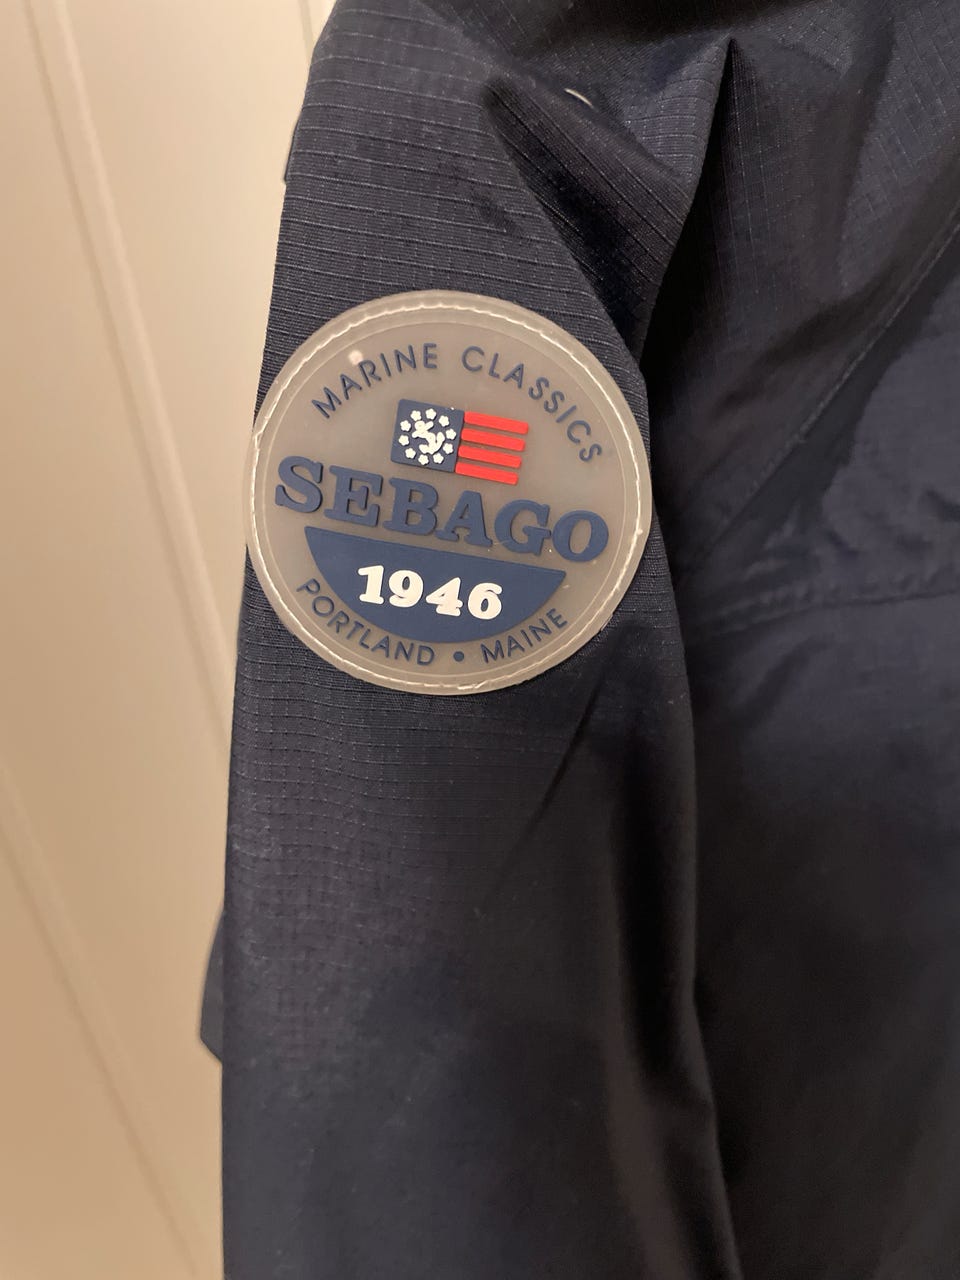 MARINE CLASSICS
SEBAGO
1946
PORTLAND • MAINE